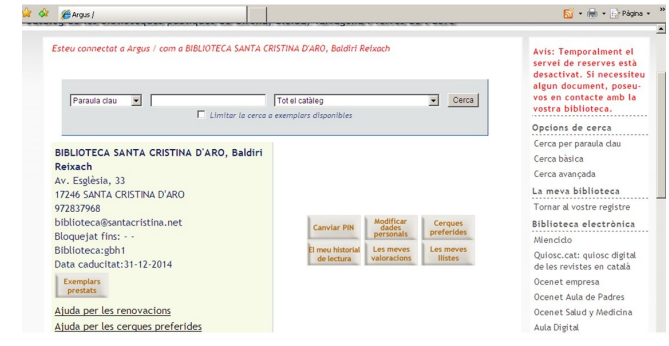 Argus /
Página
Esteu connectat a Argus / com a BIBLIOTECA SANTA CRISTINA D'ARO, Baldiri Reixach
Paraula clau
Tot el catàleg
Cerca
Limitar la cerca a exemplars disponibles
BIBLIOTECA SANTA CRISTINA D'ARO, Baldiri
Reixach
Av. Església, 33
17246 SANTA CRISTINA D'ARO
972837968
biblioteca@santacristina.net
Bloquejat fins: - -
Biblioteca:gbh1
Data caducitat:31-12-2014
Exemplars
prestats
Ajuda per les renovacions
Ajuda per les cerques preferides
Canviar PIN
Modificar
dades
personals
Cerques
preferides
El meu historial
de lectura
Les meves
valoracions
Les meves
llistes
Avís: Temporalment el
servei de reserves està
desactivat. Si necessiteu
algun document, poseu-
vos en contacte amb la
vostra biblioteca.
Opcions de cerca
Cerca per paraula clau
Cerca bàsica
Cerca avançada
La meva biblioteca
Tornar al vostre registre
Biblioteca electrònica
Mienciclo
Quiosc.cat: quiosc digital
de les revistes en català
Ocenet empresa
Ocenet Aula de Padres
Ocenet Salud y Medicina
Aula Digital